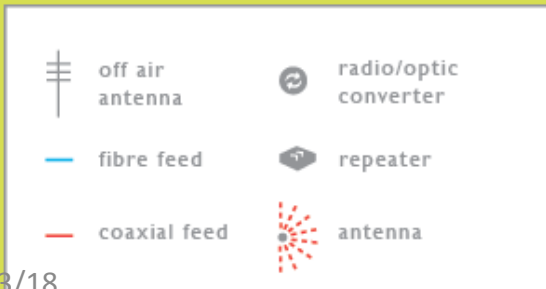 off air
antenna
radio/optic
converter
fibre feed
repeater
coaxial feed
antenna
3/18